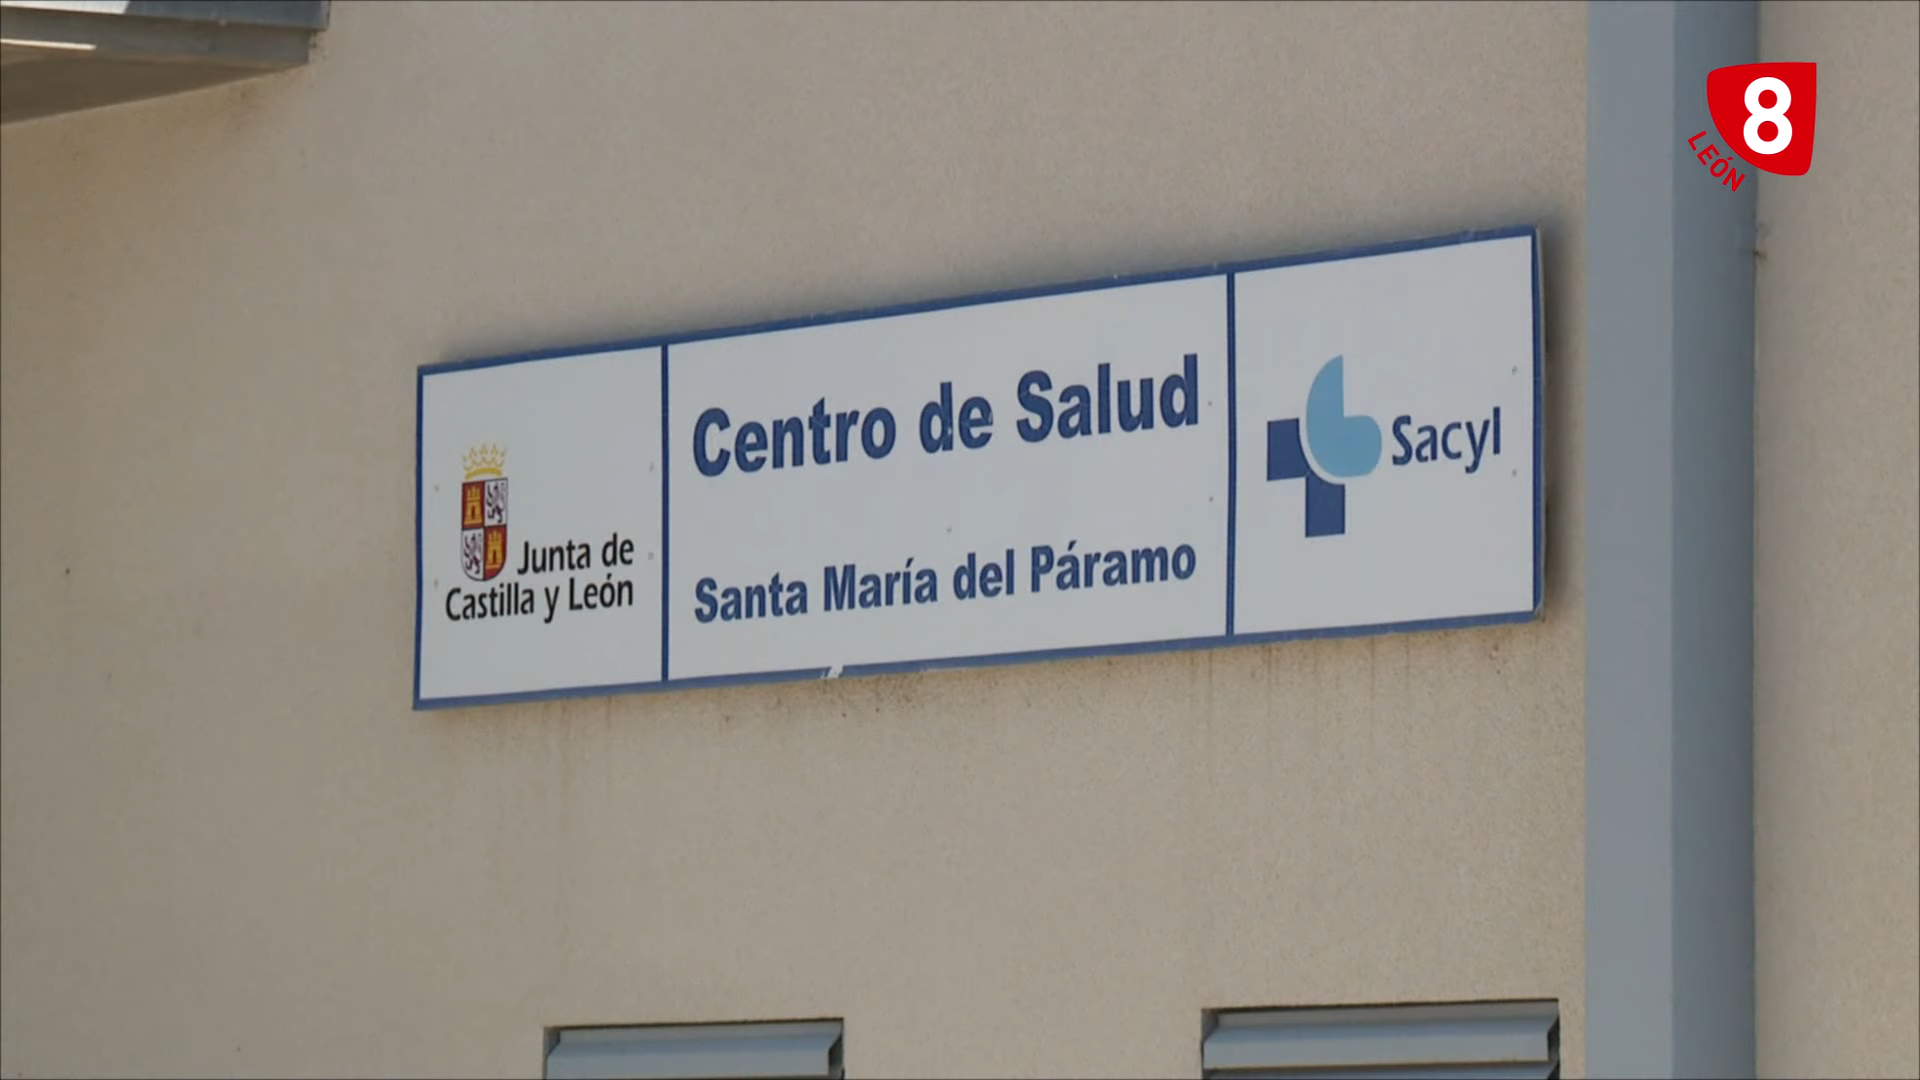 8
LEÓN
Centro de Salud
Santa María del Páramo
Junta de
Castilla y León
Sacyl